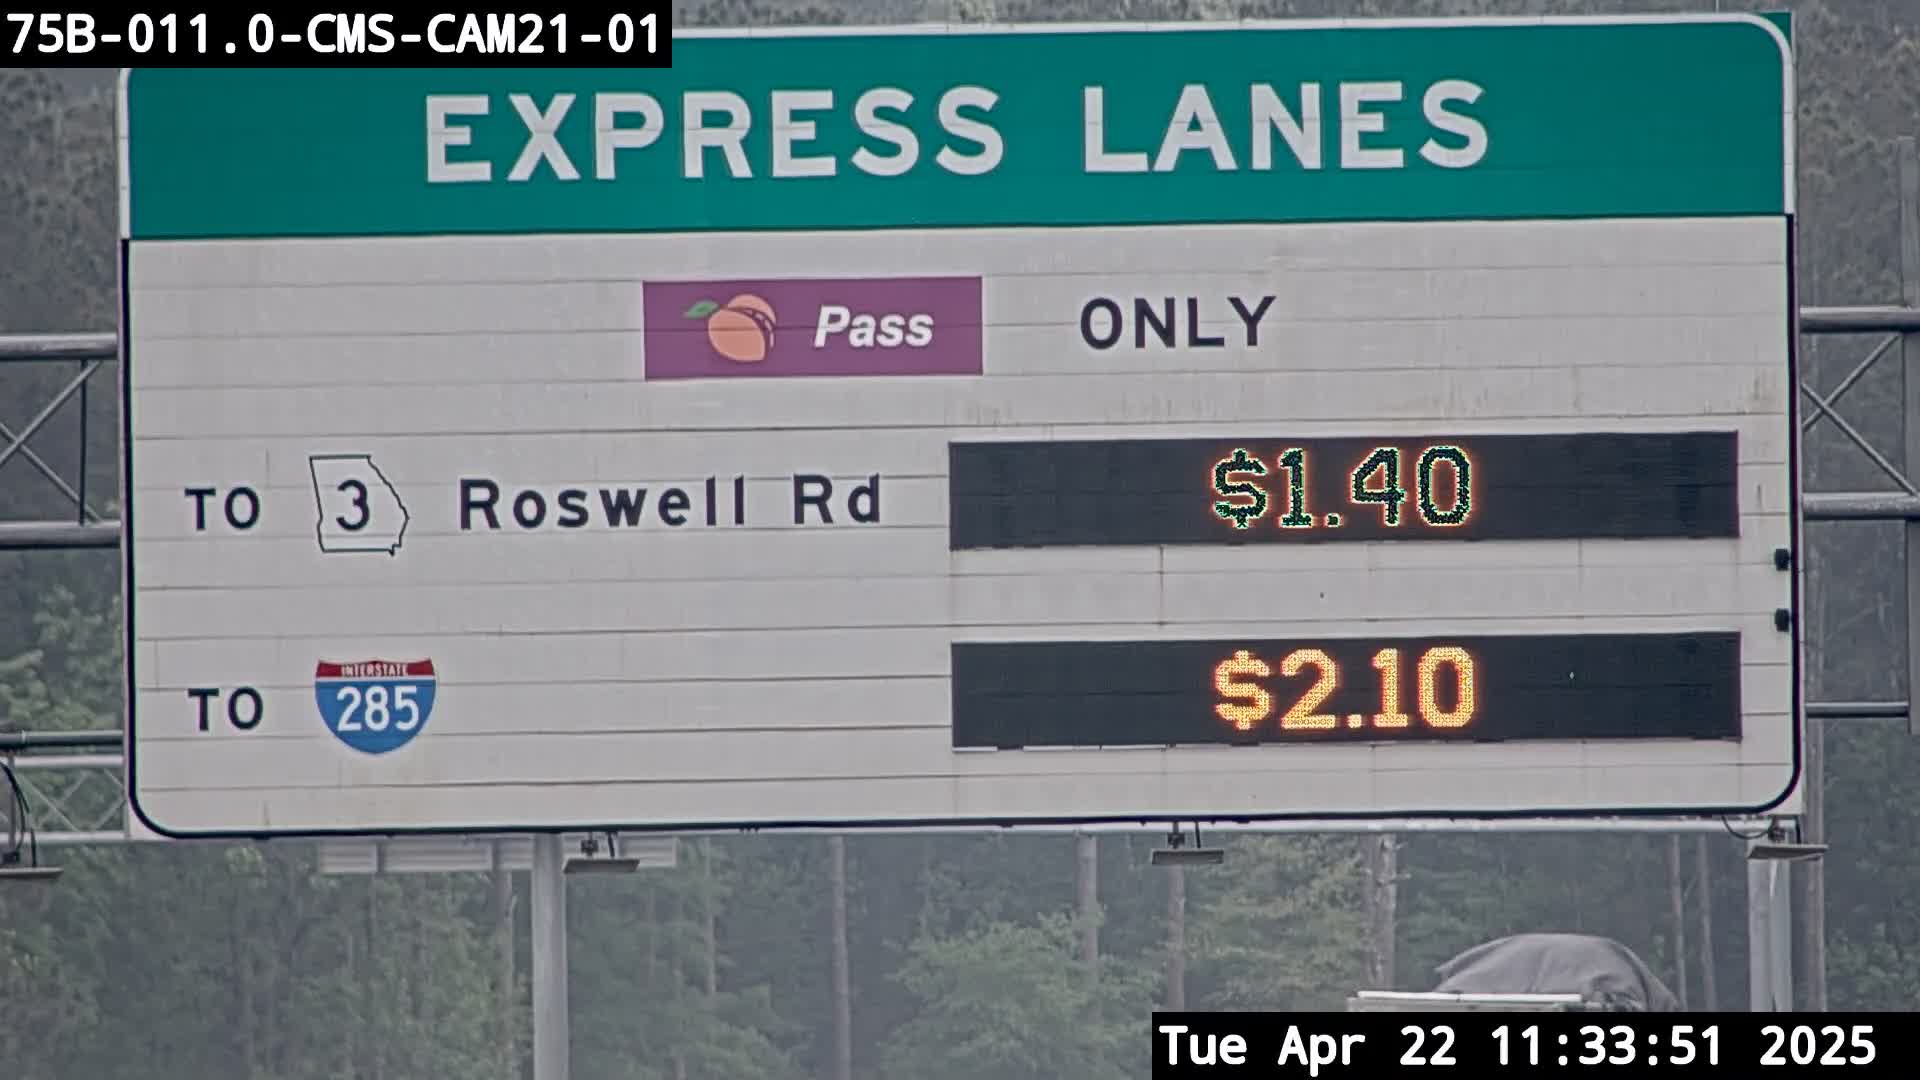 75B-011.0-CMS-CAM21-01
EXPRESS LANES
Pass ONLY
TO 3 Roswell Rd $1.40
INTERSTATE
TO 285 $2.10
Tue Apr 22 11:33:51 2025